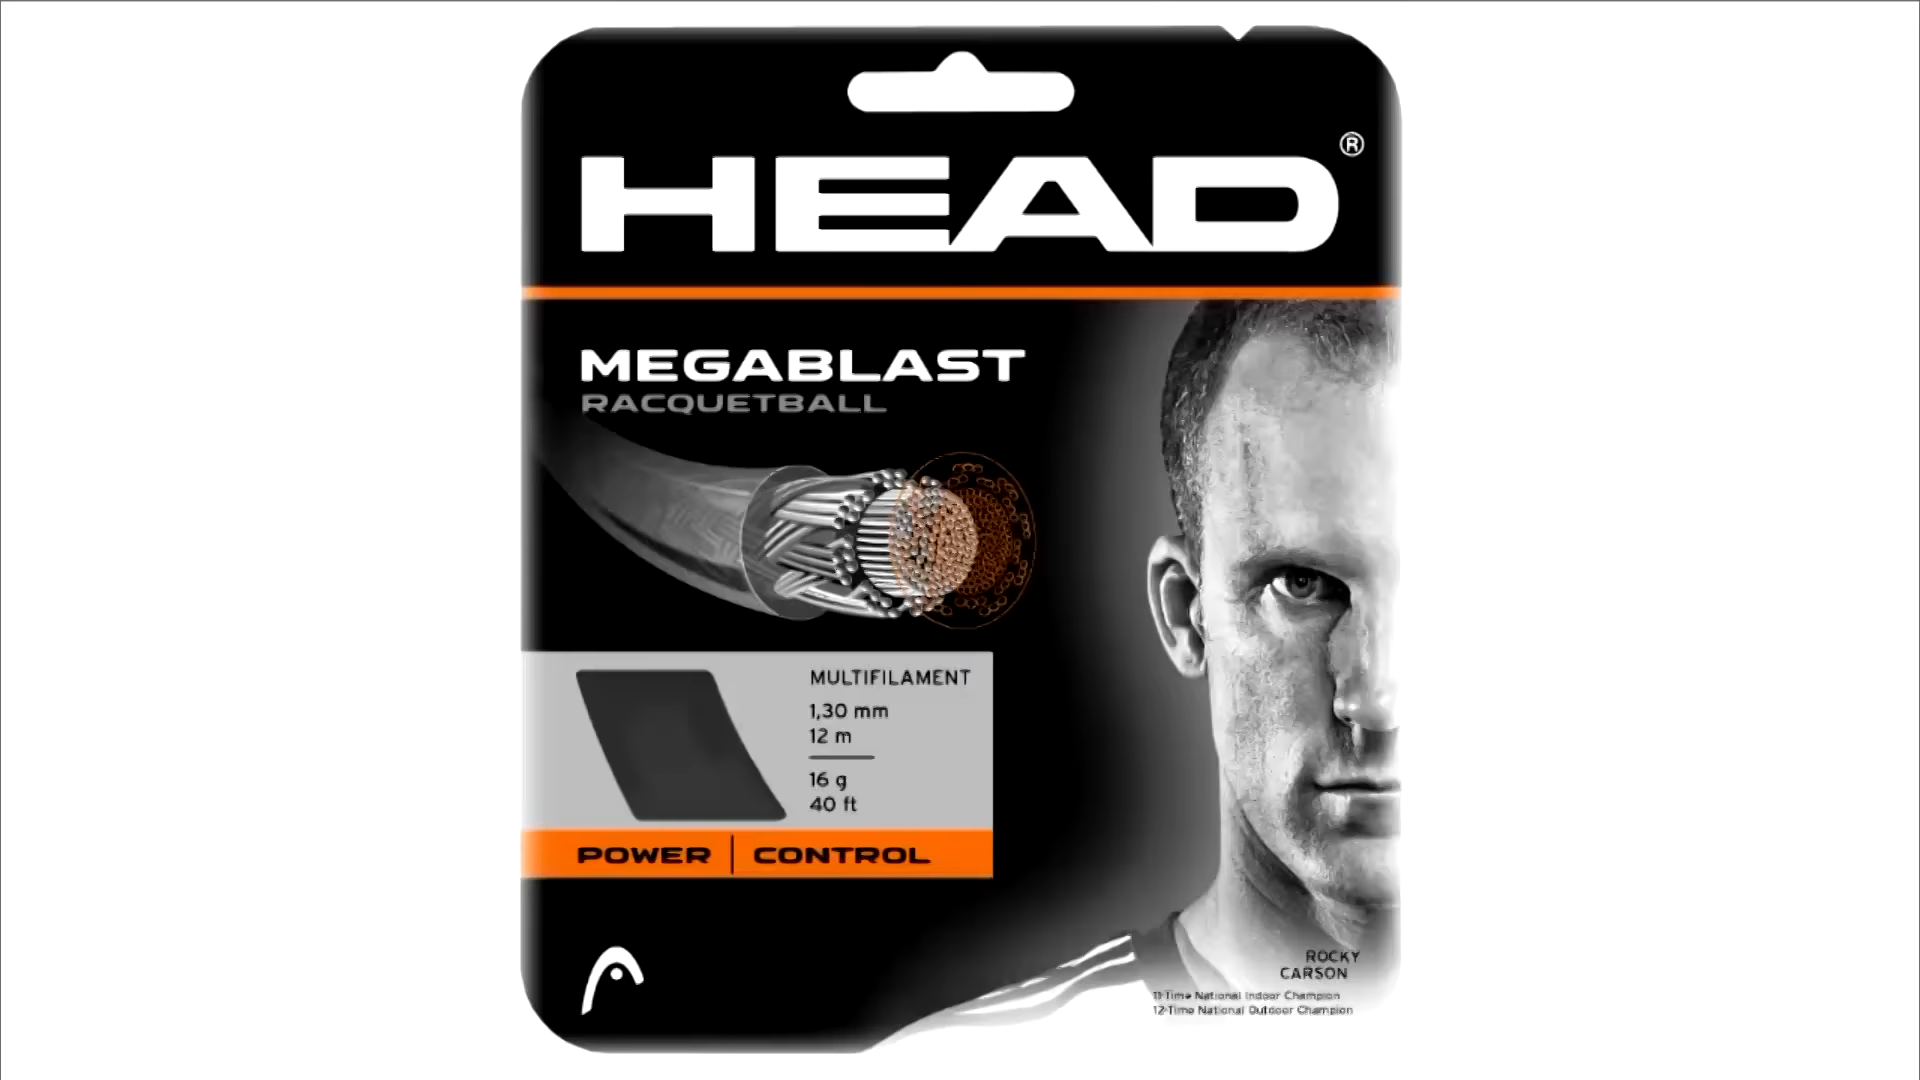 HEAD®
MEGABLAST
RACQUETBALL
MULTIFILAMENT
1,30 mm
12 m
16 g
40 ft
POWER | CONTROL
ROCKY
CARSON
11-Time National Indoor Champion
12-Time National Outdoor Champion